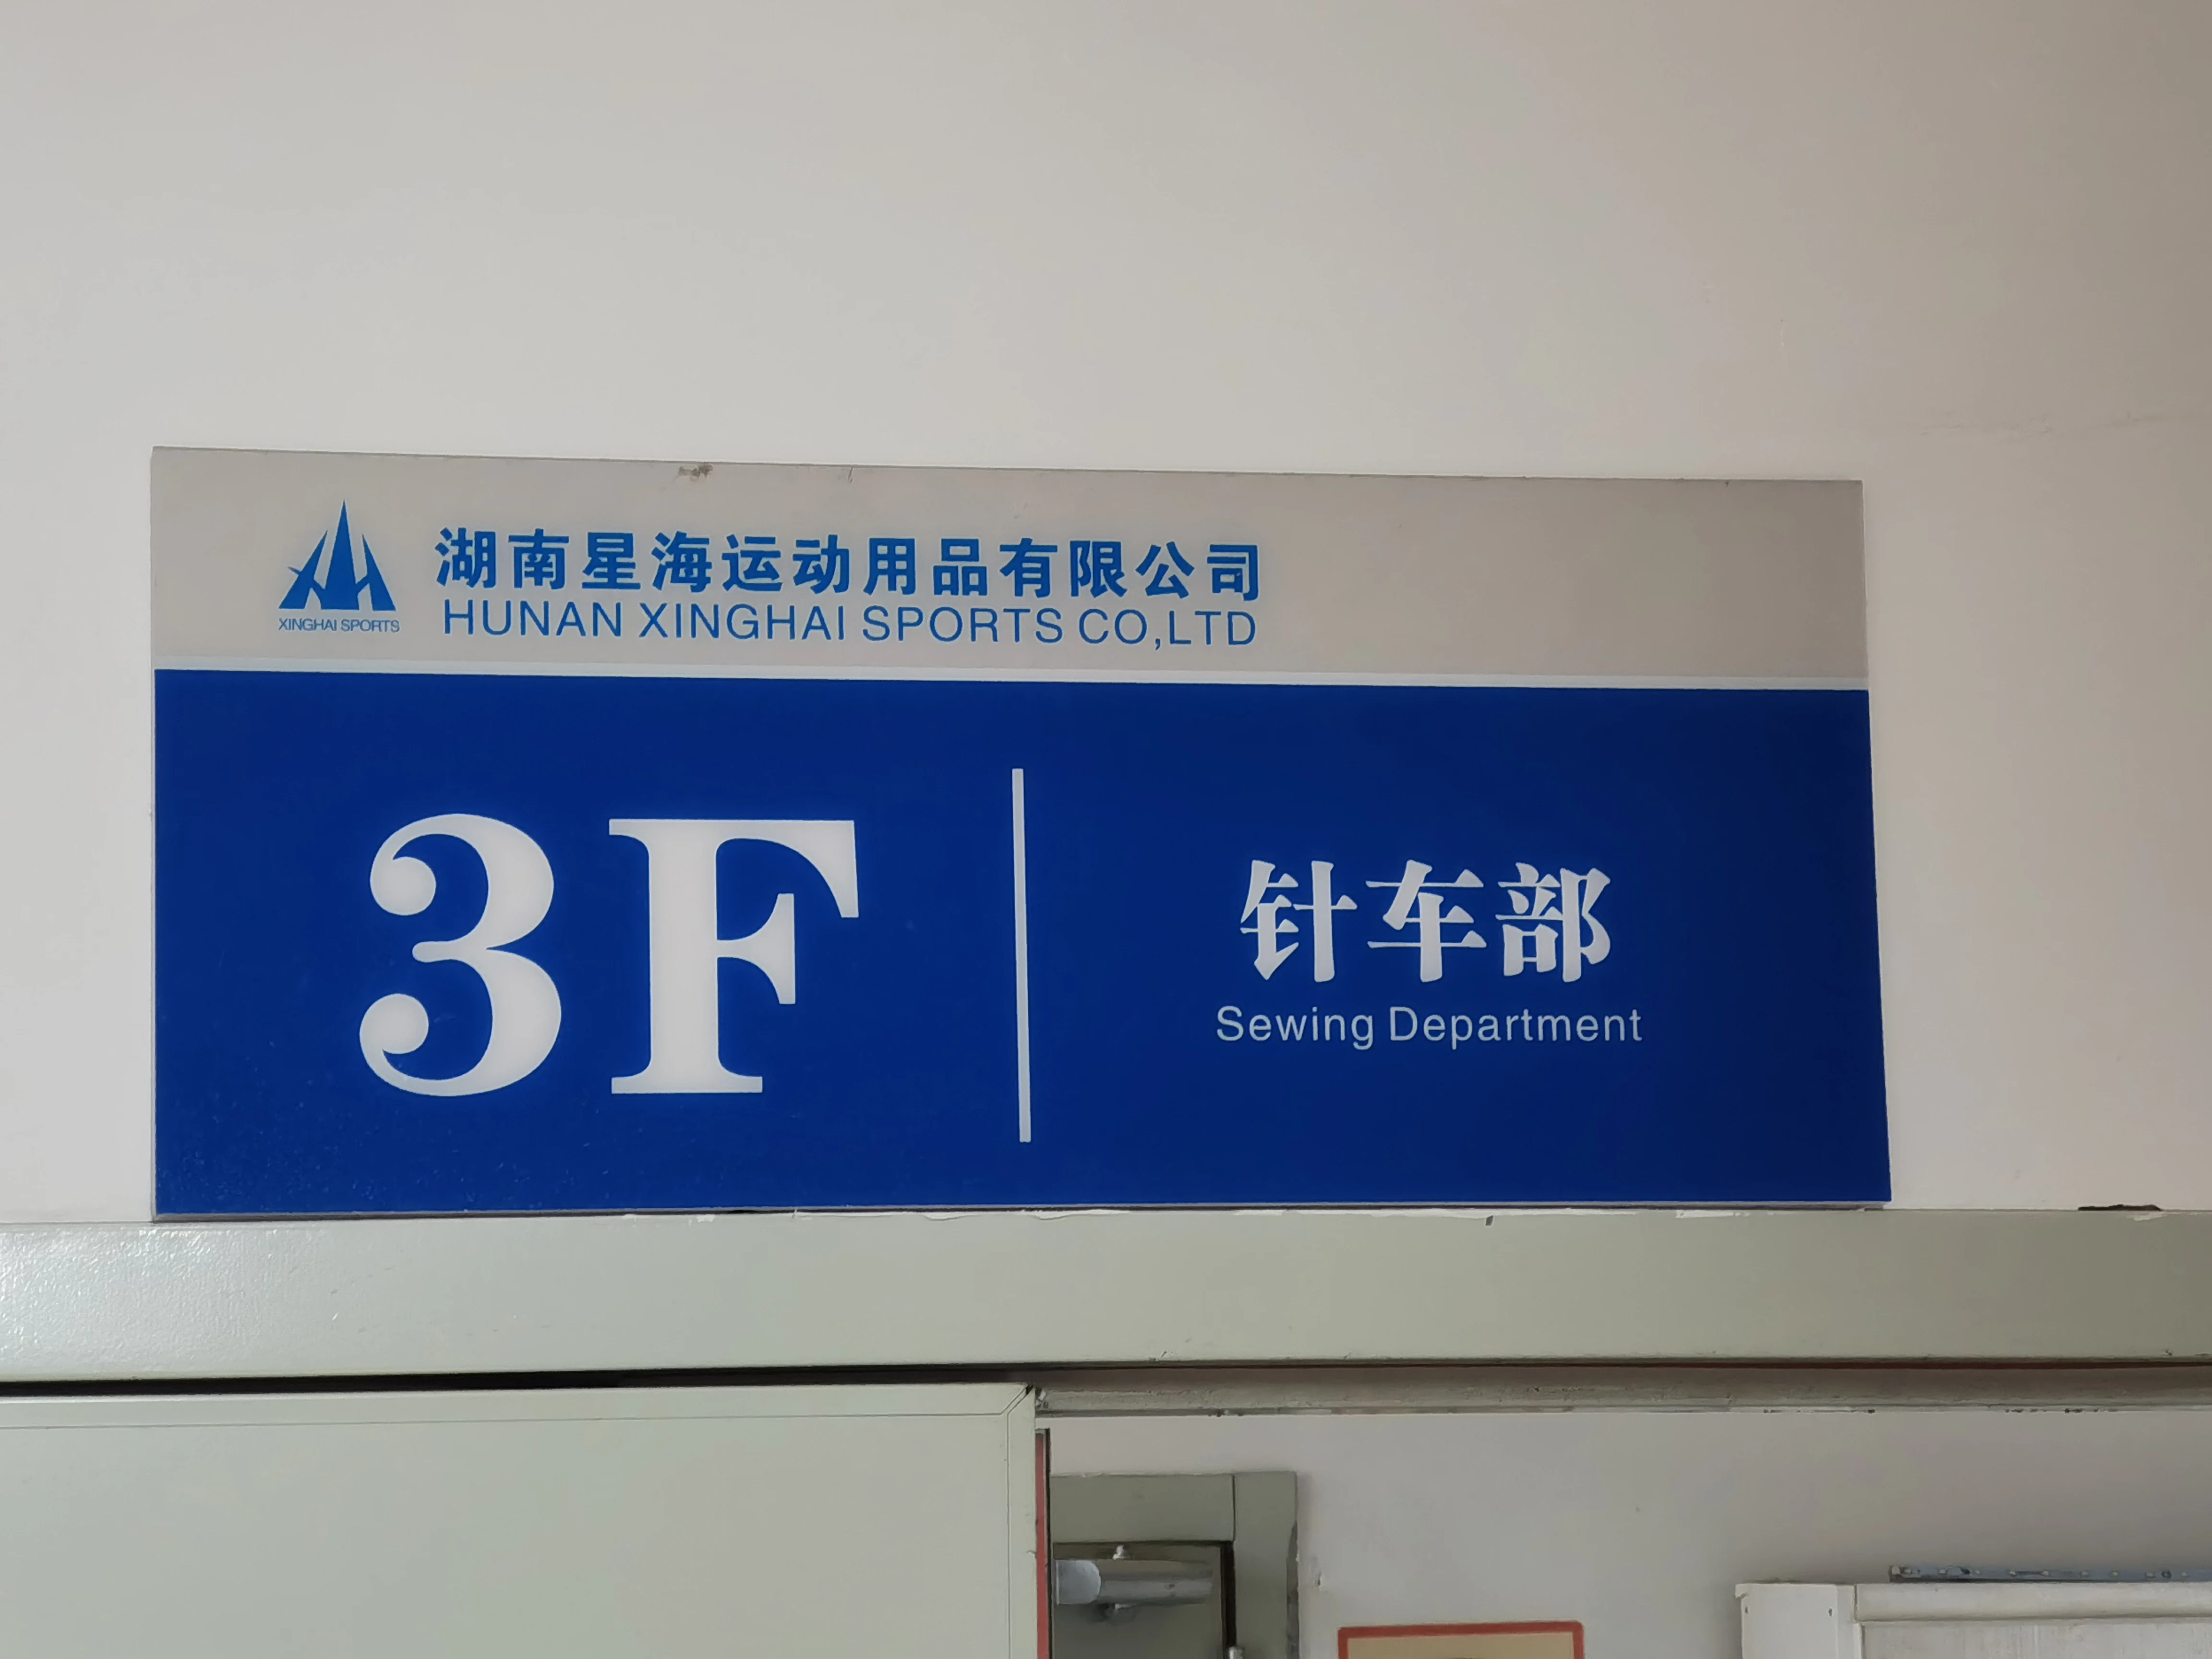 湖南星海运动用品有限公司
XINGHAI SPORTS
HUNAN XINGHAI SPORTS CO,LTD
3F
针车部
Sewing Department